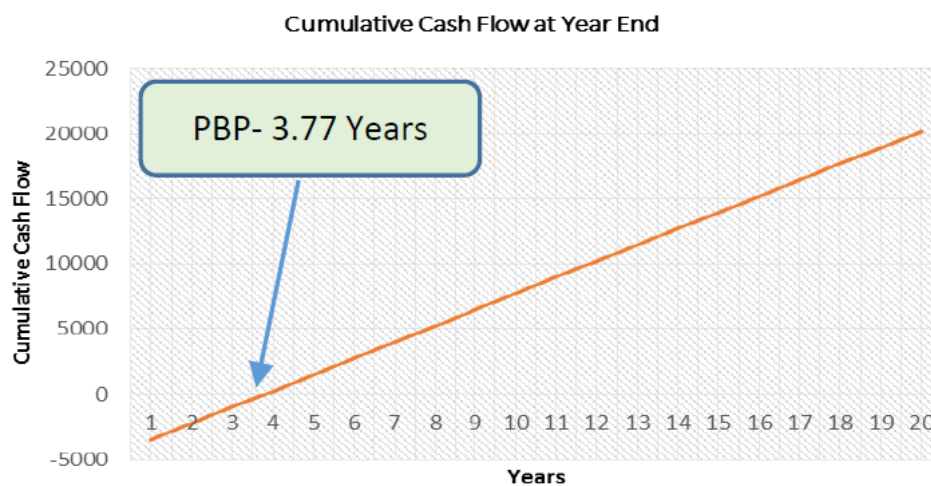 Cumulative Cash Flow at Year End
25000
PBP- 3.77 Years
20000
15000
10000
5000
0
-5000
Cumulative Cash Flow
1 2 3 4 5 6 7 8 9 10 11 12 13 14 15 16 17 18 19 20
Years